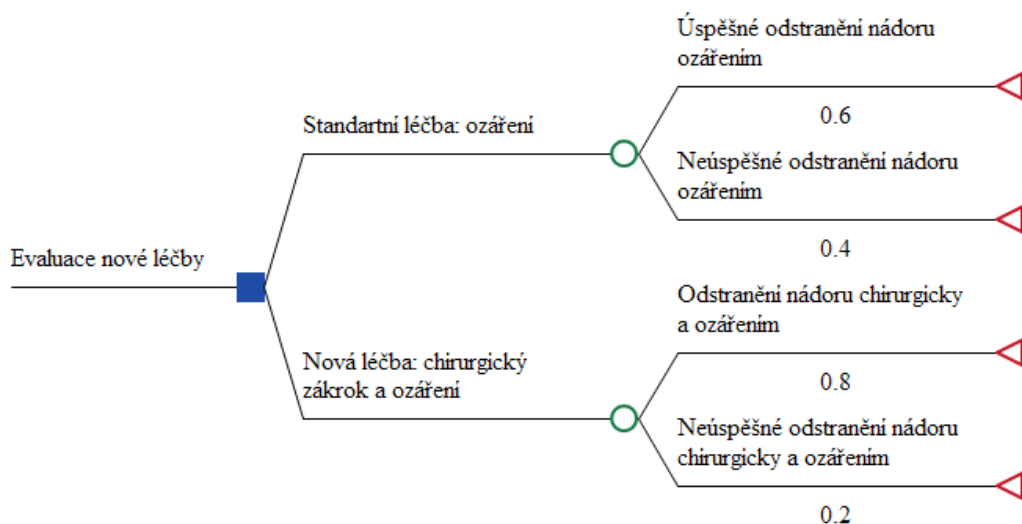 Úspěšné odstranění nádoru
ozářením
0.6
Standartní léčba: ozáření
Neúspěšné odstranění nádoru
ozářením
0.4
Evaluace nové léčby
Odstranění nádoru chirurgicky
a ozářením
0.8
Nová léčba: chirurgický
zákrok a ozáření
Neúspěšné odstranění nádoru
chirurgicky a ozářením
0.2